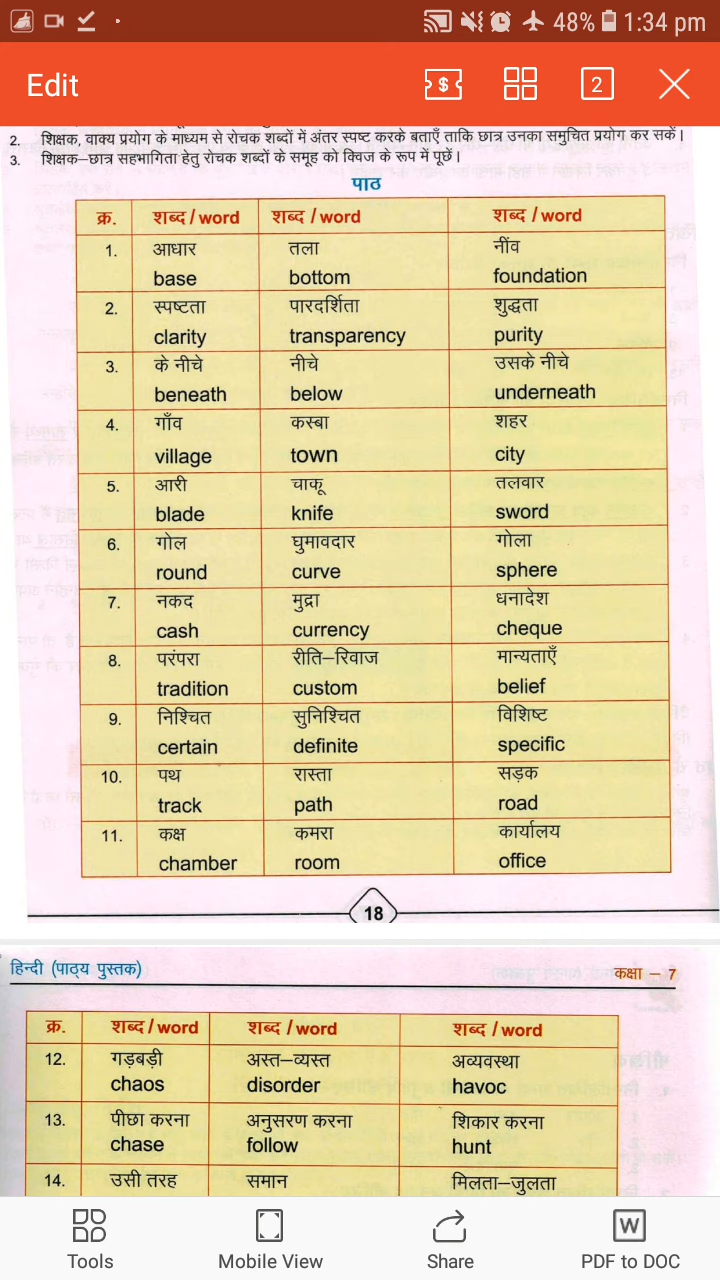 48% 1:34 pm
Edit
$
2
2. शिक्षक, वाक्य प्रयोग के माध्यम से रोचक शब्दों में अंतर स्पष्ट करके बताएँ ताकि छात्र उनका समुचित प्रयोग कर सकें।
3. शिक्षक–छात्र सहभागिता हेतु रोचक शब्दों के समूह को क्विज के रूप में पूछें।
पाठ
क्र. शब्द / word शब्द / word शब्द / word
1. आधार तला नींव
base bottom foundation
2. स्पष्टता पारदर्शिता शुद्धता
clarity transparency purity
3. के नीचे नीचे उसके नीचे
beneath below underneath
4. गाँव कस्बा शहर
village town city
5. आरी चाकू तलवार
blade knife sword
6. गोल घुमावदार गोला
round curve sphere
7. नकद मुद्रा धनादेश
cash currency cheque
8. परंपरा रीति–रिवाज मान्यताएँ
tradition custom belief
9. निश्चित सुनिश्चित विशिष्ट
certain definite specific
10. पथ रास्ता सड़क
track path road
11. कक्ष कमरा कार्यालय
chamber room office
18
हिन्दी (पाठ्य पुस्तक) कक्षा – 7
क्र. शब्द / word शब्द / word शब्द / word
12. गड़बड़ी अस्त–व्यस्त अव्यवस्था
chaos disorder havoc
13. पीछा करना अनुसरण करना शिकार करना
chase follow hunt
14. उसी तरह समान मिलता–जुलता
W
Tools Mobile View Share PDF to DOC